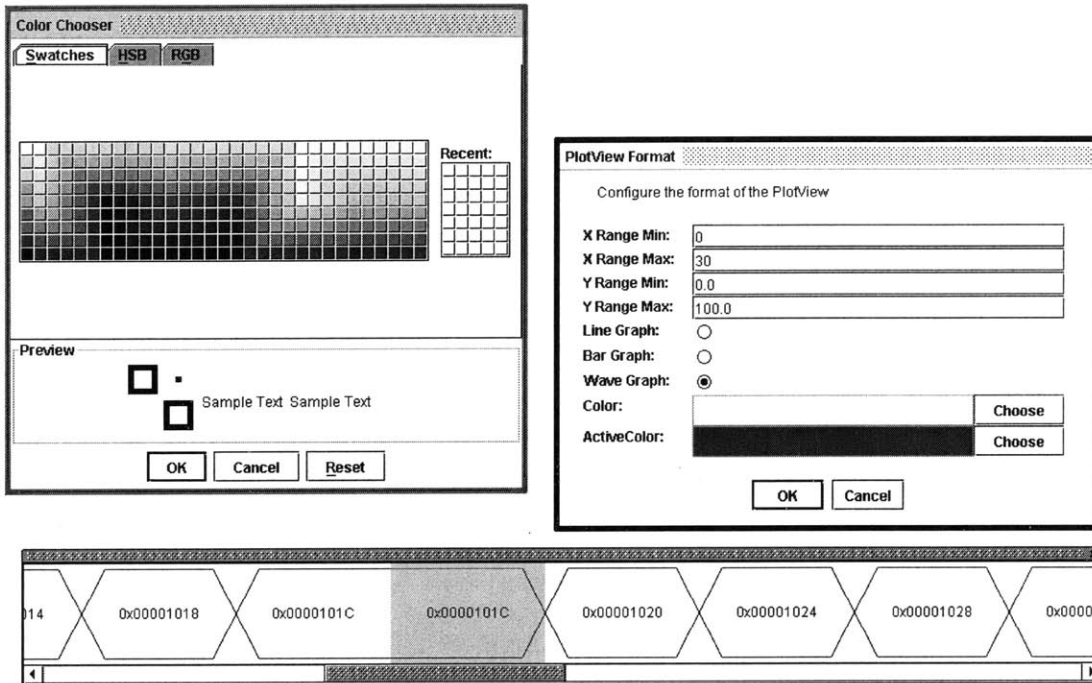 Color Chooser
Swatches HSB RGB
Recent:
Preview
Sample Text Sample Text
OK Cancel Reset
PlotView Format
Configure the format of the PlotView
X Range Min: 0
X Range Max: 30
Y Range Min: 0.0
Y Range Max: 100.0
Line Graph:
Bar Graph:
Wave Graph:
Color: Choose
ActiveColor: Choose
OK Cancel
014 0x00001018 0x0000101C 0x0000101C 0x00001020 0x00001024 0x00001028 0x0000